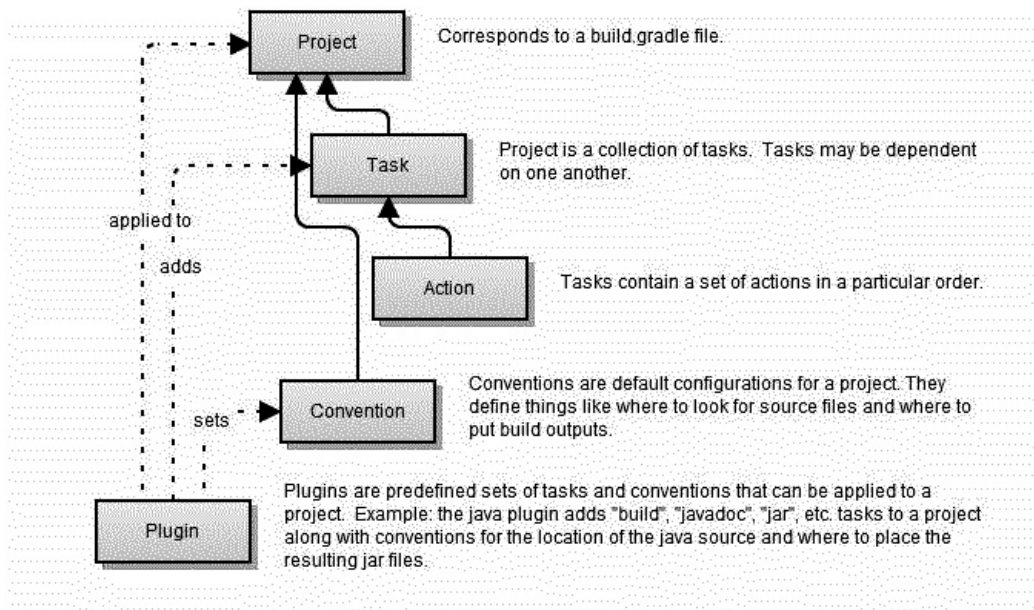 Project
Corresponds to a build.gradle file.
Task
Project is a collection of tasks.  Tasks may be dependent
on one another.
applied to
adds
Action
Tasks contain a set of actions in a particular order.
Convention
Conventions are default configurations for a project. They
define things like where to look for source files and where to
put build outputs.
sets
Plugin
Plugins are predefined sets of tasks and conventions that can be applied to a
project.  Example: the java plugin adds "build", "javadoc", "jar", etc. tasks to a project
along with conventions for the location of the java source and where to place the
resulting jar files.